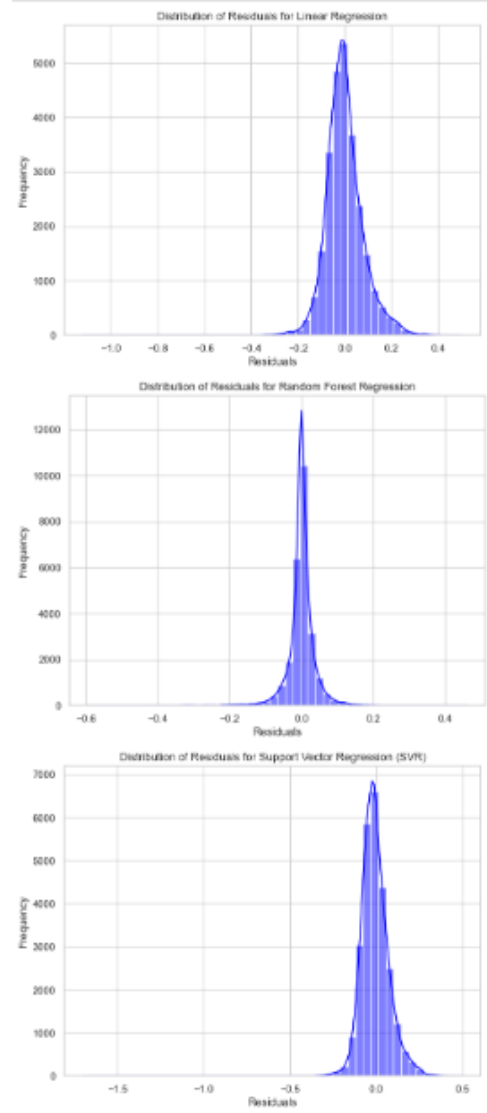 Distribution of Residuals for Linear Regression
5000
4000
3000
2000
1000
0
Frequency
−1.0 −0.8 −0.6 −0.4 −0.2 0.0 0.2 0.4
Residuals
Distribution of Residuals for Random Forest Regression
12000
10000
8000
6000
4000
2000
0
Frequency
−0.6 −0.4 −0.2 0.0 0.2 0.4
Residuals
Distribution of Residuals for Support Vector Regression (SVR)
7000
6000
5000
4000
3000
2000
1000
0
Frequency
−1.5 −1.0 −0.5 0.0 0.5
Residuals